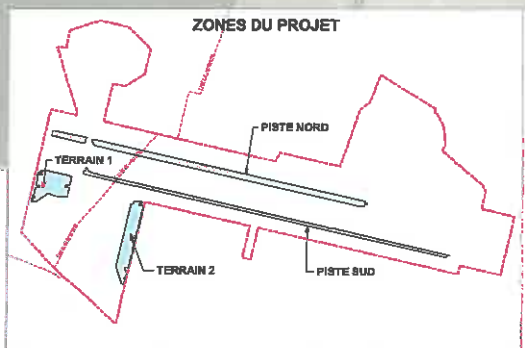 ZONES DU PROJET
PISTE NORD
TERRAIN 1
TERRAIN 2
PISTE SUD